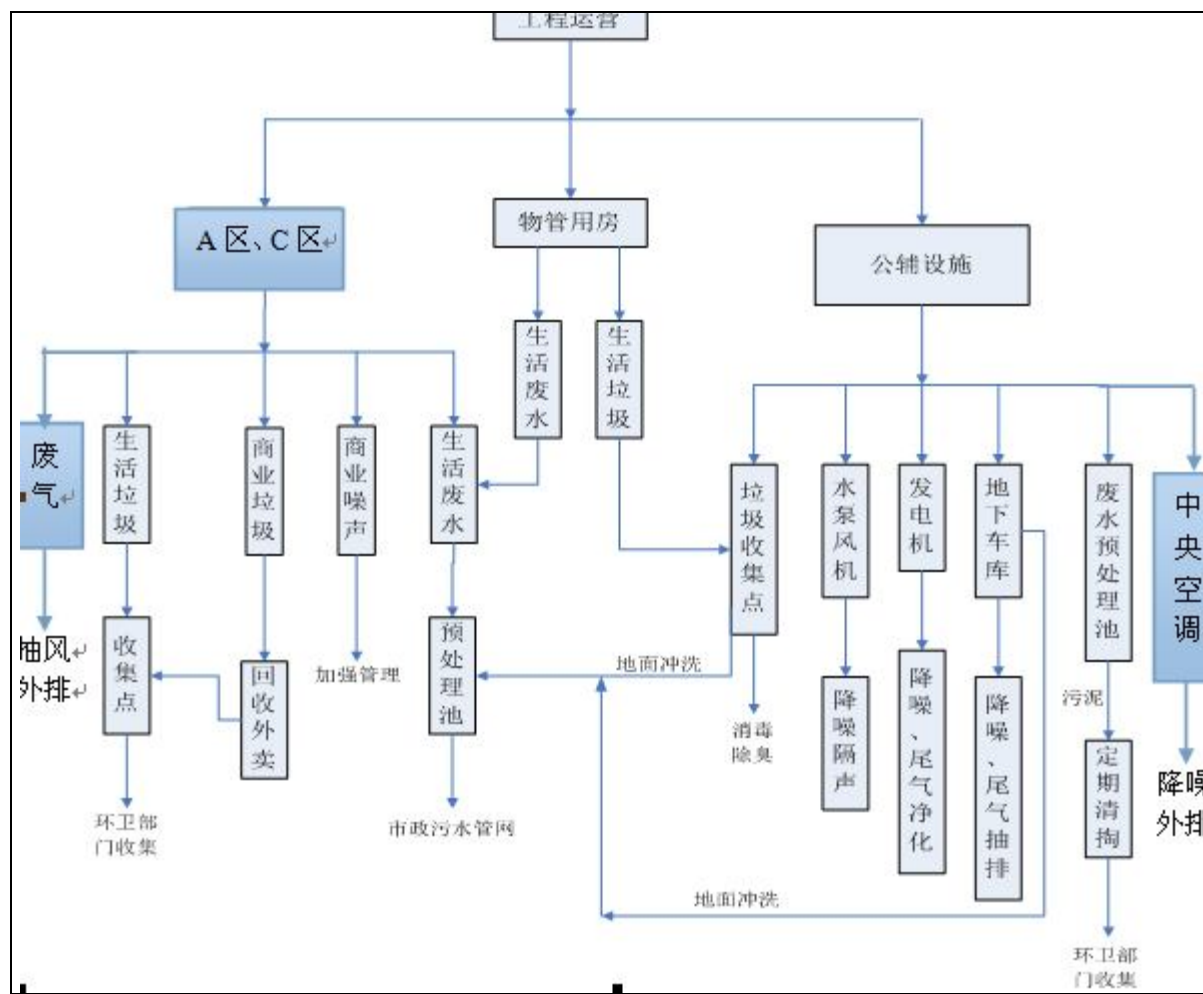 工程运营
A 区、C 区
物管用房
公辅设施
生活废水
生活垃圾
废气
生活垃圾
商业垃圾
商业噪声
生活废水
垃圾收集点
水泵风机
发电机
地下车库
废水预处理池
中央空调
抽风
外排
收集点
回收外卖
加强管理
预处理池
地面冲洗
消毒
除臭
降噪隔声
降噪、尾气净化
降噪、尾气抽排
污泥
定期清掏
降噪
外排
环卫部
门收集
市政污水管网
地面冲洗
环卫部
门收集